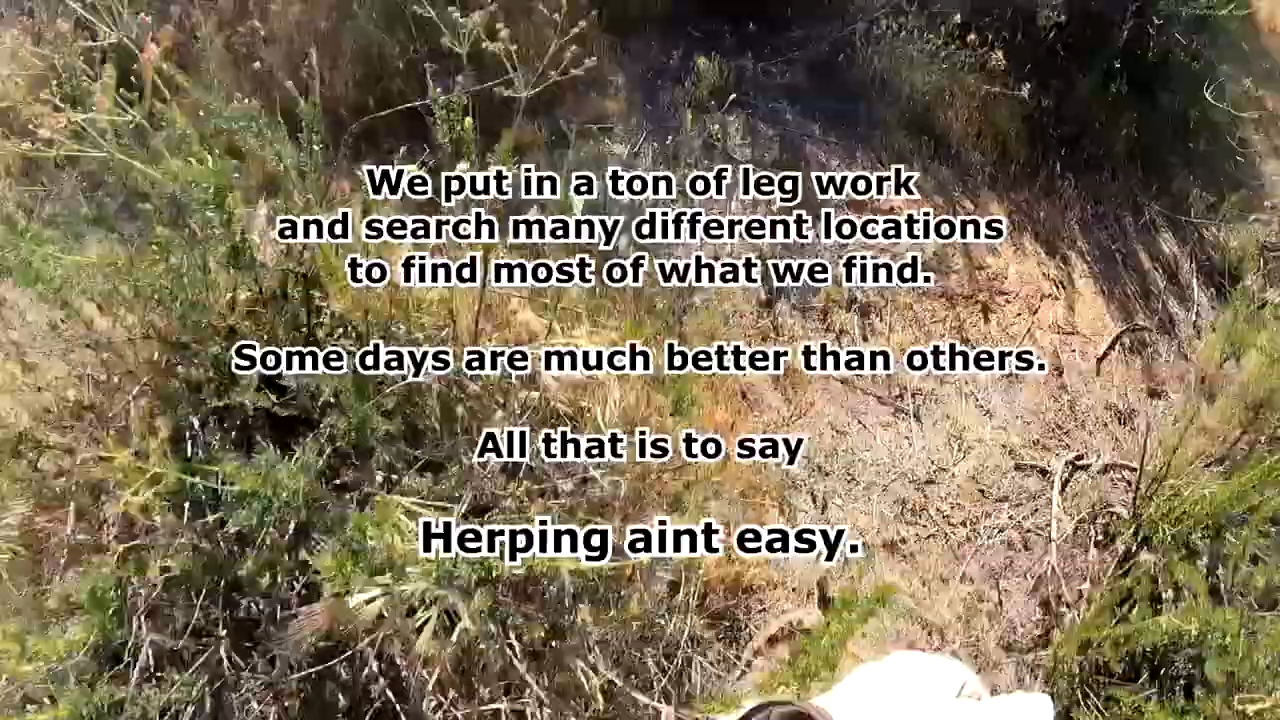 We put in a ton of leg work
and search many different locations
to find most of what we find.
Some days are much better than others.
All that is to say
Herping aint easy.